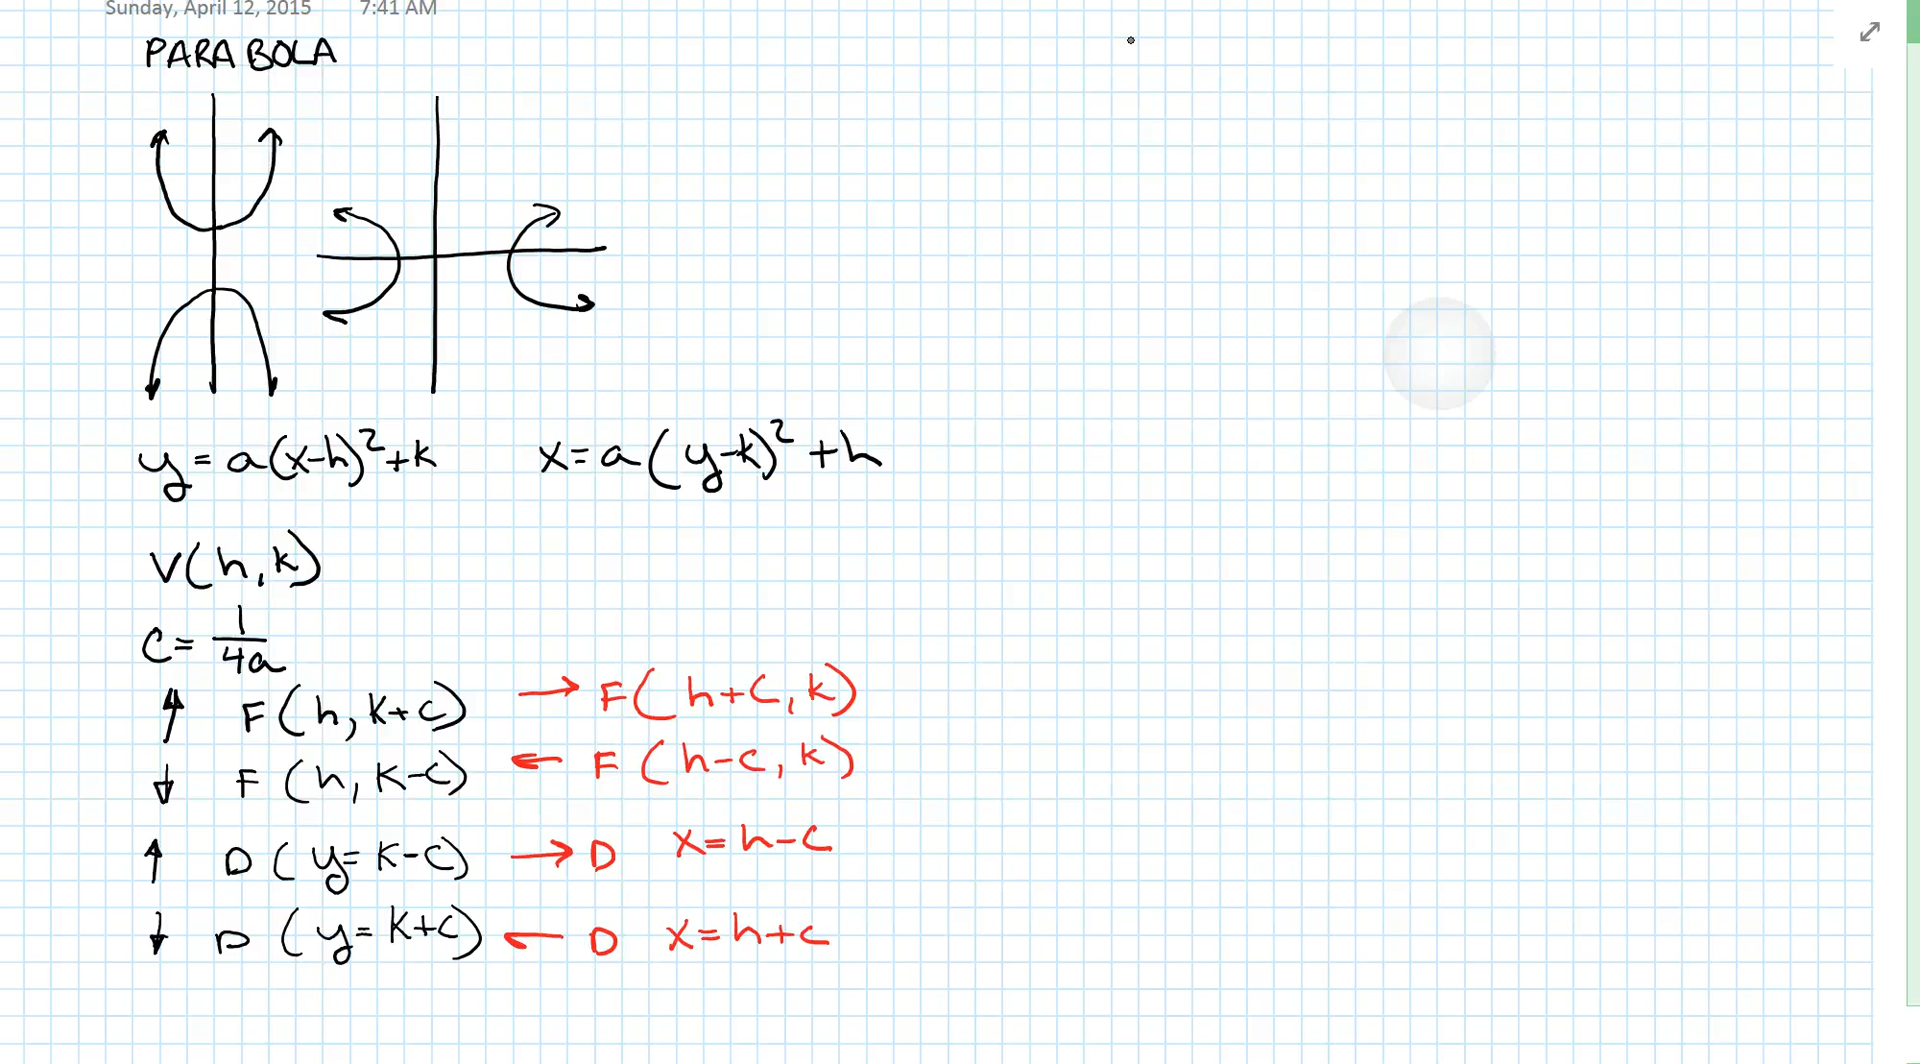 Sunday, April 12, 2015 7:41 AM
PARABOLA
y = a(x-h)² + k x = a(y-k)² + h
V(h,k)
c = 1/4a
↑ F(h, k+c) → F(h+c, k)
↓ F(h, k-c) ← F(h-c, k)
↑ D(y = k-c) → D x = h-c
↓ D(y = k+c) ← D x = h+c